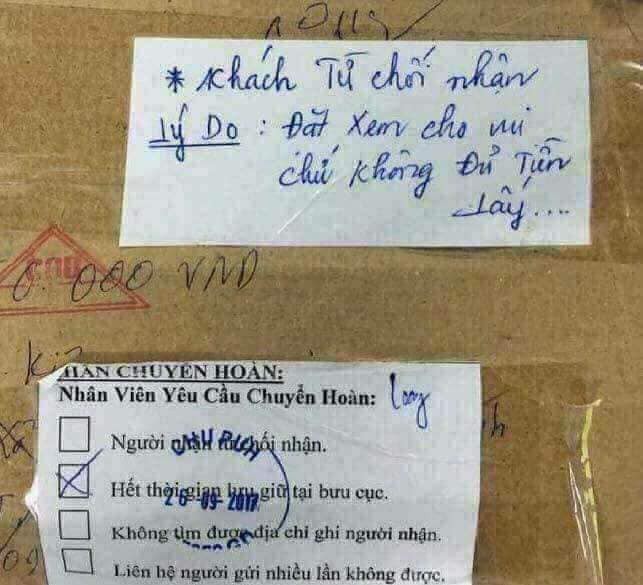 * Khách Từ chối nhận
Lý Do : Đặt xem cho vui
chứ không Đủ Tiền
Lấy....
000 VND
CHUYỂN HOÀN:
Nhân Viên Yêu Cầu Chuyển Hoàn: Long
Người nhận từ chối nhận.
Hết thời gian lưu giữ tại bưu cục.
26-09-2017
Không tìm được địa chỉ ghi người nhận.
Liên hệ người gửi nhiều lần không được.